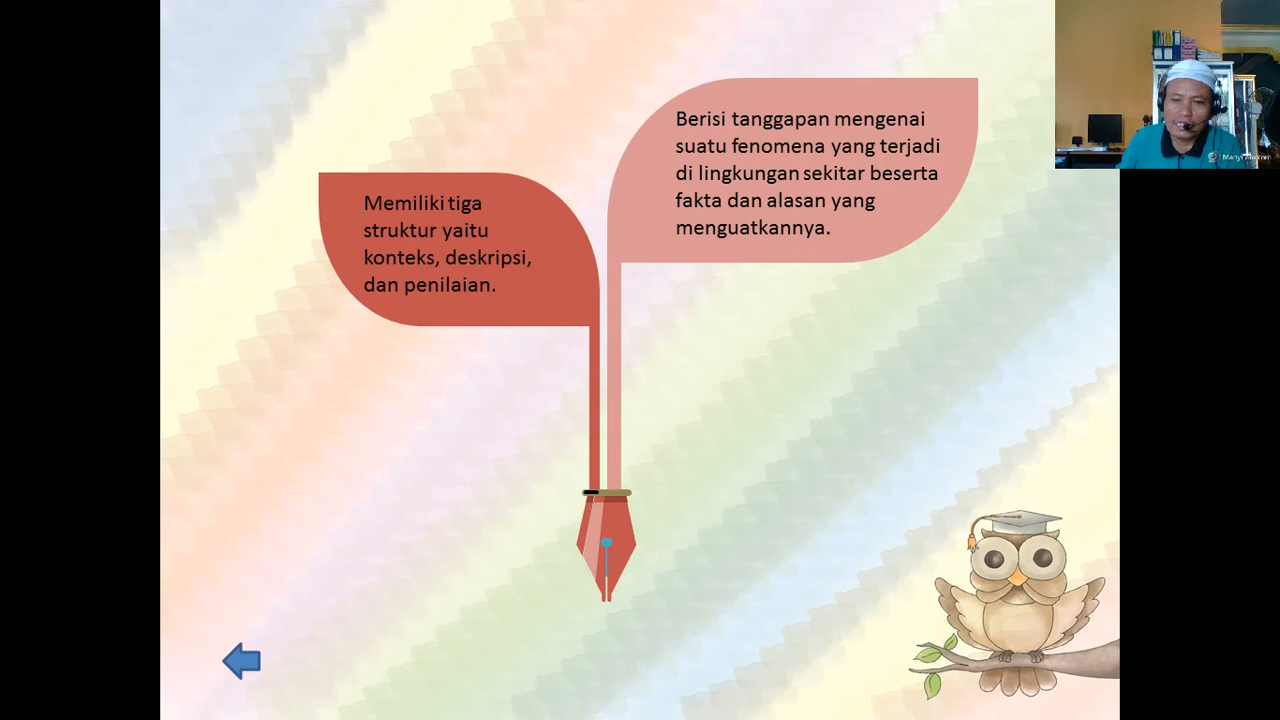 Memiliki tiga
struktur yaitu
konteks, deskripsi,
dan penilaian.
Berisi tanggapan mengenai
suatu fenomena yang terjadi
di lingkungan sekitar beserta
fakta dan alasan yang
menguatkannya.